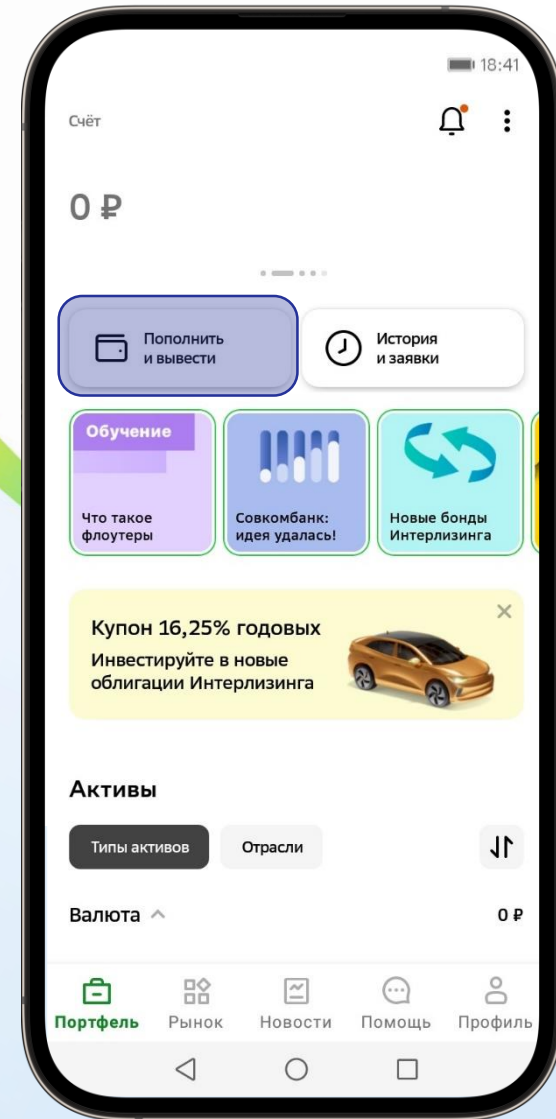 18:41
Счёт
0 ₽
Пополнить
и вывести
История
и заявки
Обучение
Что такое
флоутеры
Совкомбанк:
идея удалась!
Новые бонды
Интерлизинга
Купон 16,25% годовых
Инвестируйте в новые
облигации Интерлизинга
Активы
Типы активов
Отрасли
Валюта
0 ₽
Портфель
Рынок
Новости
Помощь
Профиль